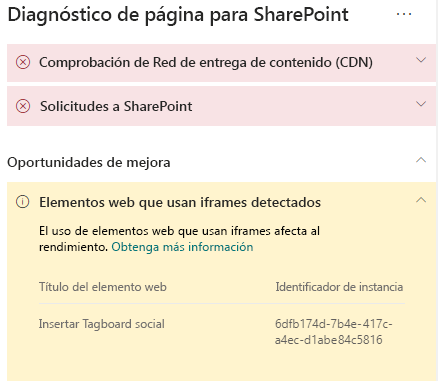 Diagnóstico de página para SharePoint
Comprobación de Red de entrega de contenido (CDN)
Solicitudes a SharePoint
Oportunidades de mejora
Elementos web que usan iframes detectados
El uso de elementos web que usan iframes afecta al
rendimiento. Obtenga más información
Título del elemento web Identificador de instancia
Insertar Tagboard social 6dfb174d-7b4e-417c-
a4ec-d1abe84c5816